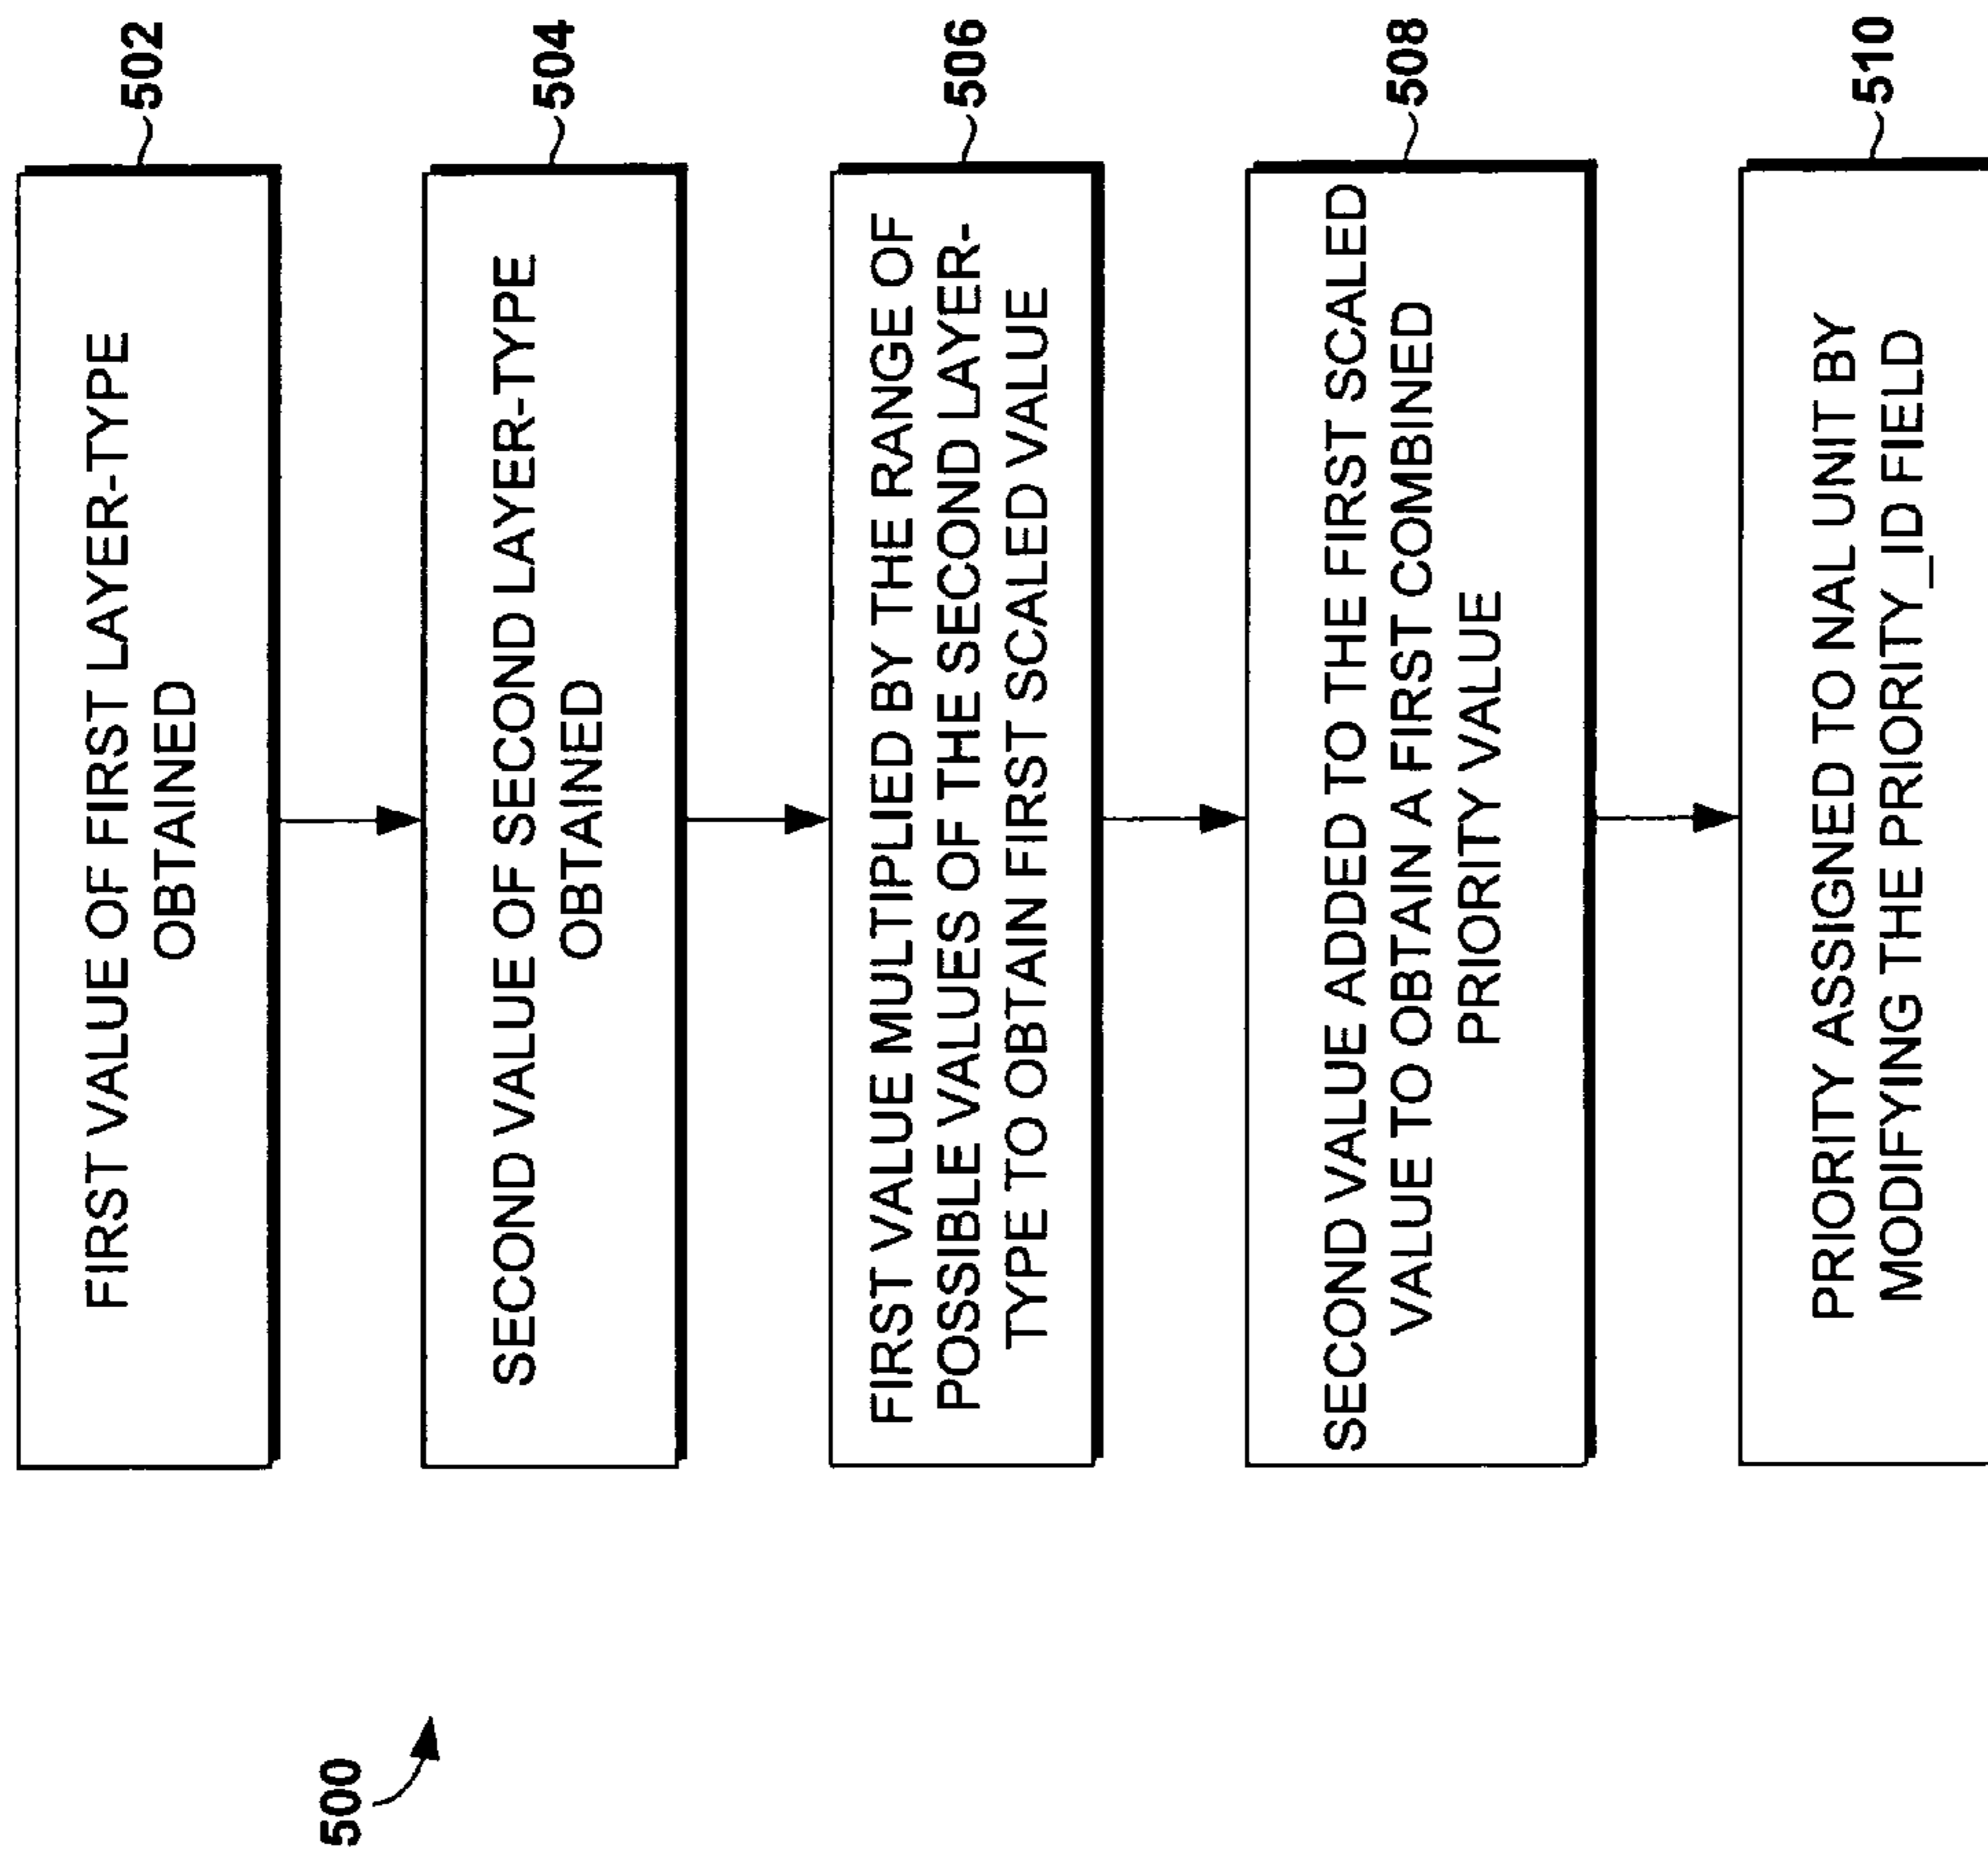 500
FIRST VALUE OF FIRST LAYER-TYPE
OBTAINED
502
SECOND VALUE OF SECOND LAYER-TYPE
OBTAINED
504
FIRST VALUE MULTIPLIED BY THE RANGE OF
POSSIBLE VALUES OF THE SECOND LAYER-
TYPE TO OBTAIN FIRST SCALED VALUE
506
SECOND VALUE ADDED TO THE FIRST SCALED
VALUE TO OBTAIN A FIRST COMBINED
PRIORITY VALUE
508
PRIORITY ASSIGNED TO NAL UNIT BY
MODIFYING THE PRIORITY_ID FIELD
510